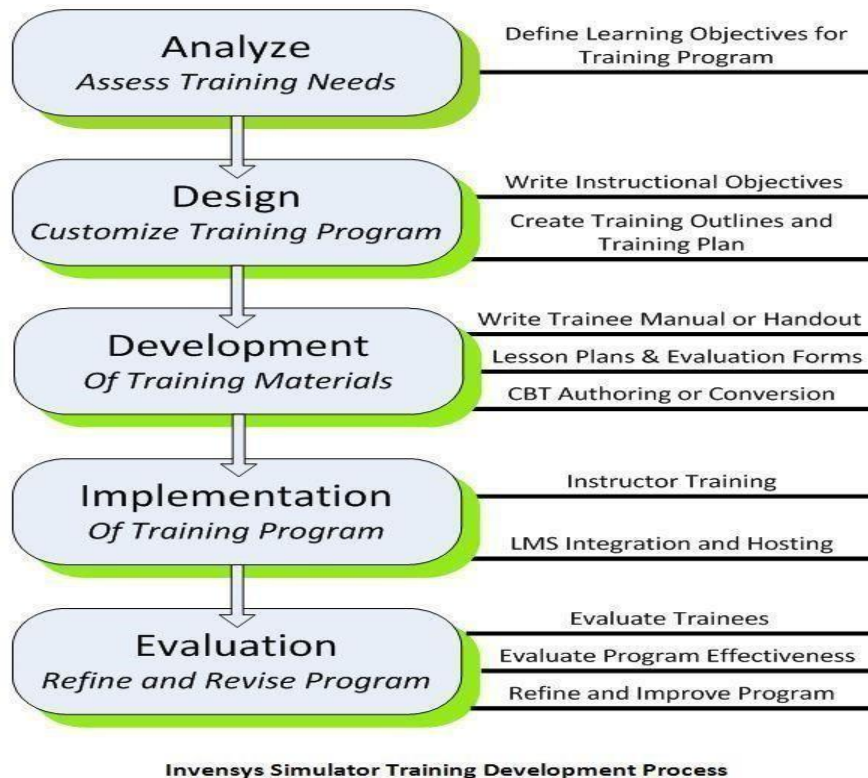 Analyze
Assess Training Needs
Define Learning Objectives for
Training Program
Design
Customize Training Program
Write Instructional Objectives
Create Training Outlines and
Training Plan
Development
Of Training Materials
Write Trainee Manual or Handout
Lesson Plans & Evaluation Forms
CBT Authoring or Conversion
Implementation
Of Training Program
Instructor Training
LMS Integration and Hosting
Evaluation
Refine and Revise Program
Evaluate Trainees
Evaluate Program Effectiveness
Refine and Improve Program
Invensys Simulator Training Development Process